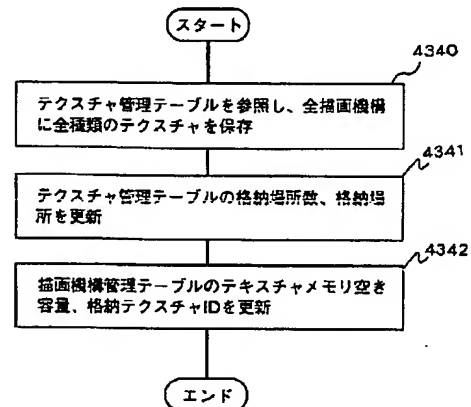 スタート
4340
テクスチャ管理テーブルを参照し、全描画機構
に全種類のテクスチャを保存
4341
テクスチャ管理テーブルの格納場所数、格納場
所を更新
4342
描画機構管理テーブルのテキスチャメモリ空き
容量、格納テクスチャIDを更新
エンド